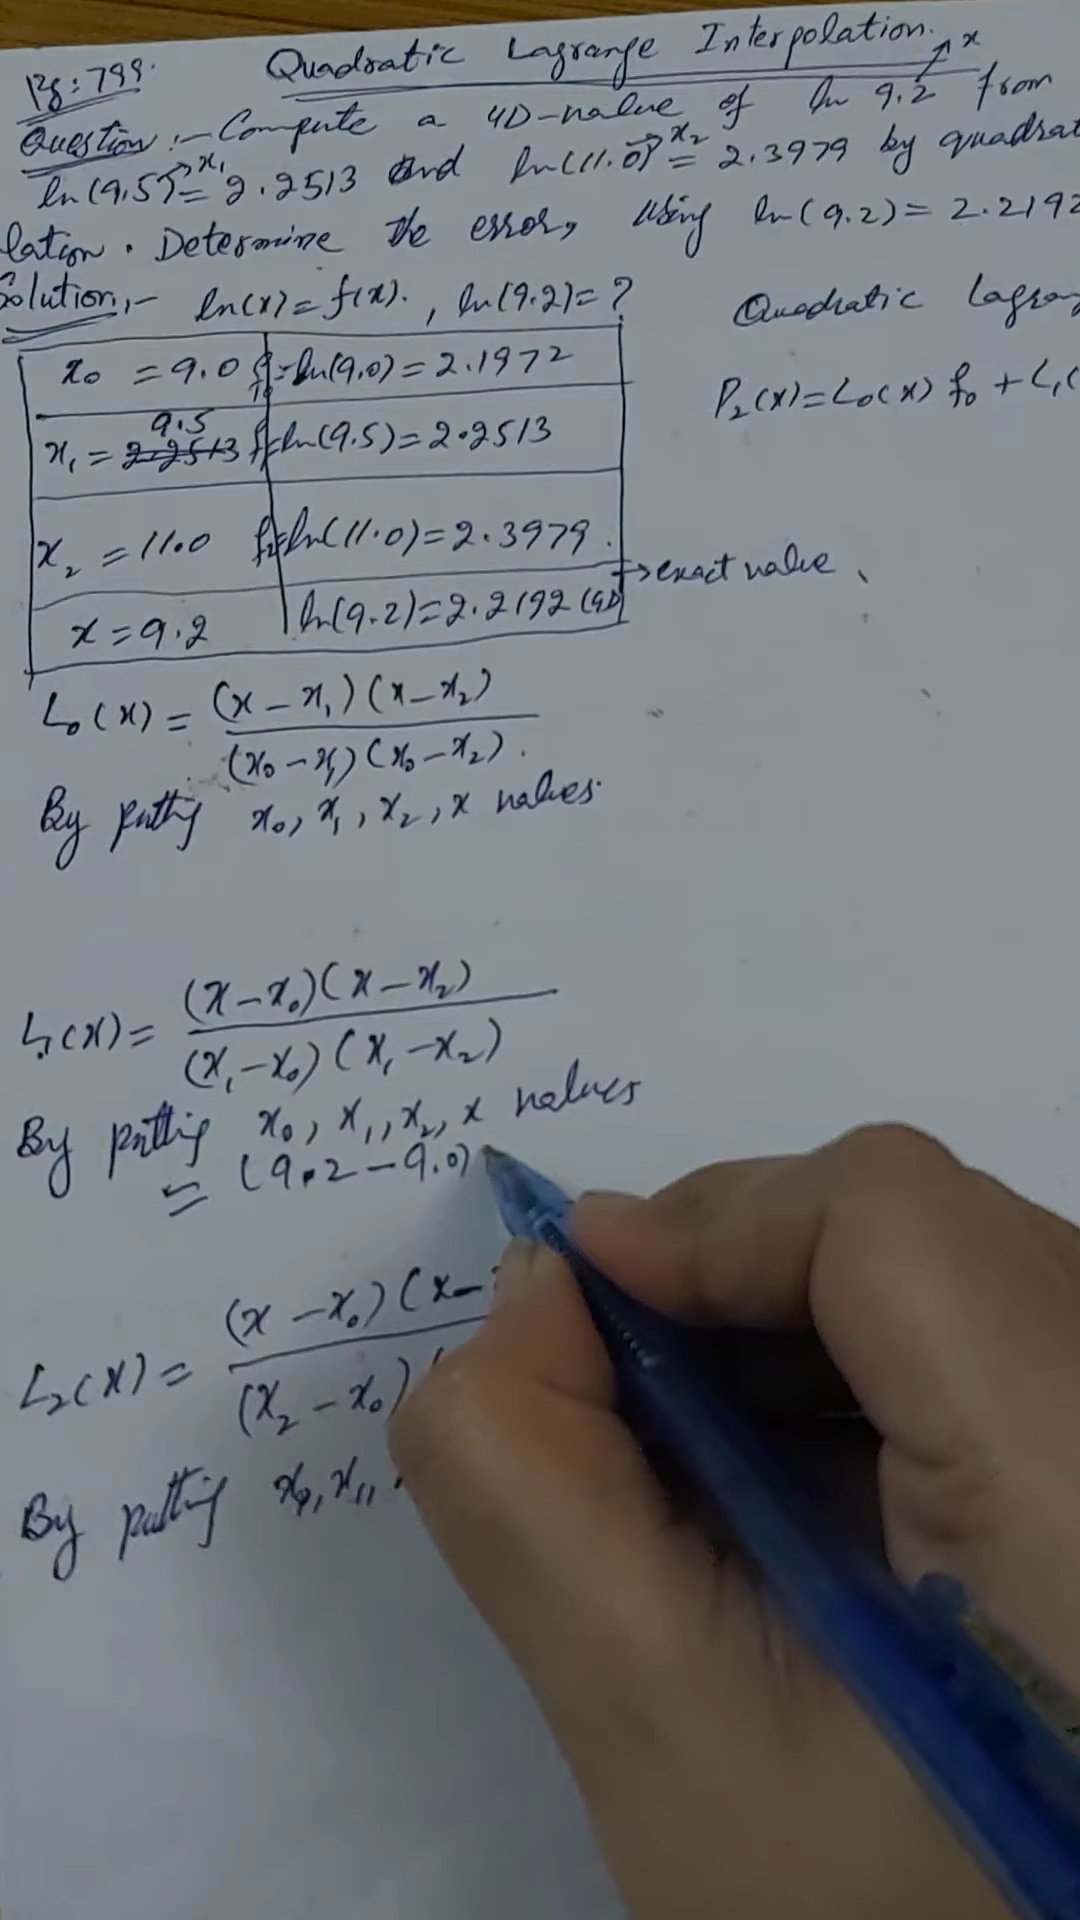 Pg: 799.
Quadratic Lagrange Interpolation.
x
Question :- Compute a 4D-value of ln 9.2 from
ln(9.5) = 2.2513 and ln(11.0) = 2.3979 by quadrat
x1 x2
lation. Determine the error, using ln(9.2) = 2.2192
Solution:- ln(x) = f(x). , ln(9.2) = ?
Quadratic Lagran
x0 = 9.0 f0 = ln(9.0) = 2.1972
P2(x) = L0(x) f0 + L1(
9.5
x1 = 2.2513 f = ln(9.5) = 2.2513
x2 = 11.0 f2 = ln(11.0) = 2.3979.
→ exact value
x = 9.2 ln(9.2) = 2.2192 (4D)
L0(x) = (x - x1)(x - x2)
(x0 - x1)(x0 - x2).
By putting x0, x1, x2, x values.
L1(x) = (x - x0)(x - x2)
(x1 - x0)(x1 - x2)
By putting x0, x1, x2, x values
= (9.2 - 9.0)
L2(x) = (x - x0)(x -
(x2 - x0)
By putting x0, x1,